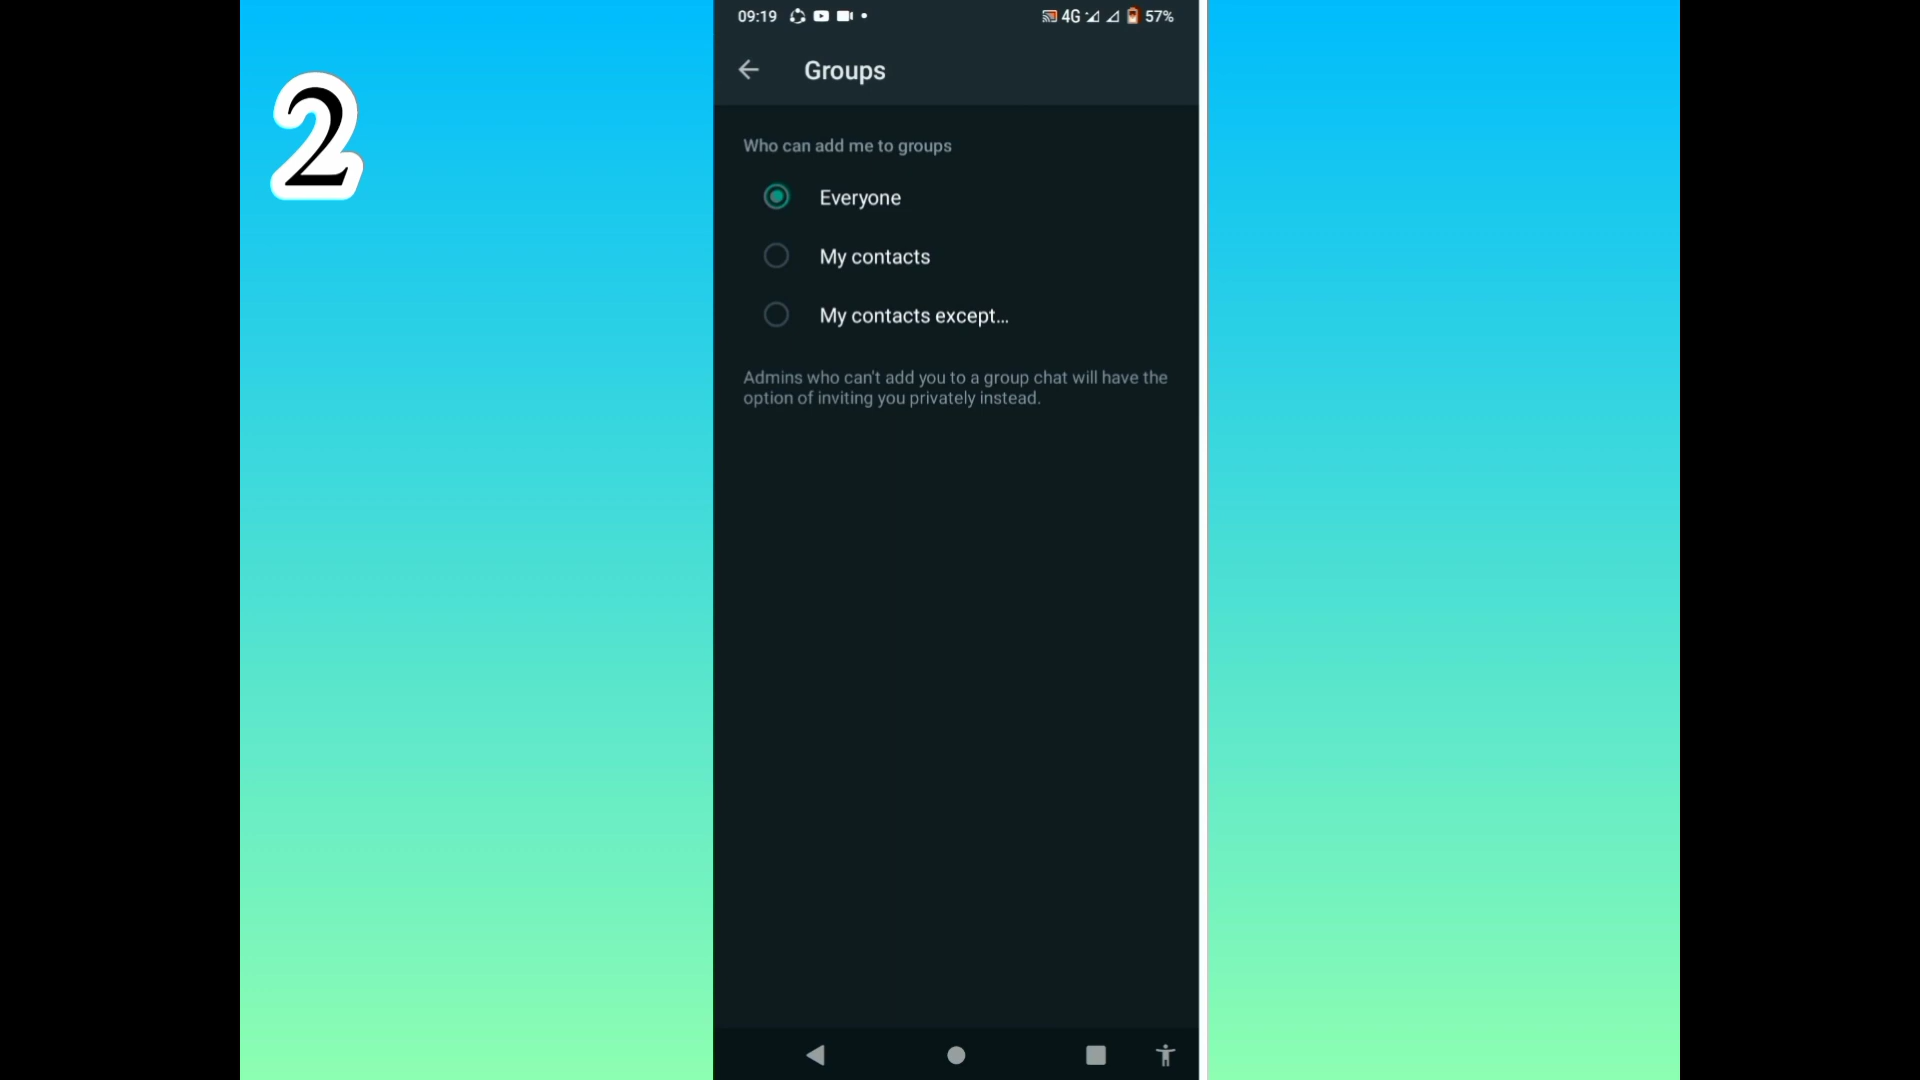 2
09:19
4G
57%
Groups
Who can add me to groups
Everyone
My contacts
My contacts except...
Admins who can't add you to a group chat will have the
option of inviting you privately instead.